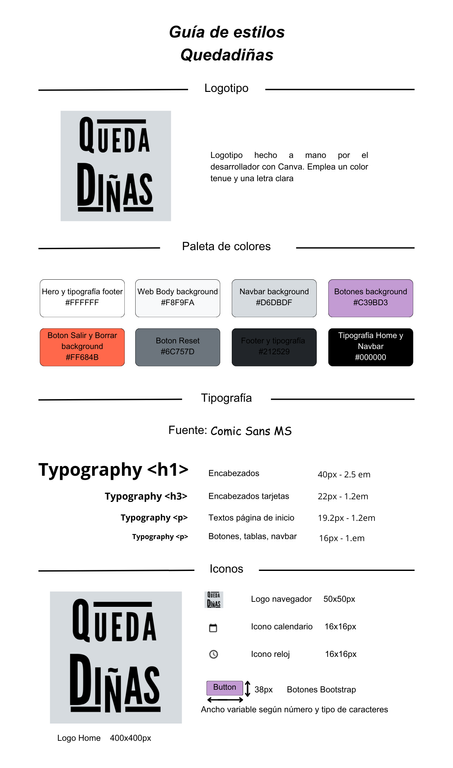 Guía de estilos
Quedadiñas
Logotipo
QUEDA
DIÑAS
Logotipo hecho a mano por el
desarrollador con Canva. Emplea un color
tenue y una letra clara
Paleta de colores
Hero y tipografía footer
#FFFFFF
Web Body background
#F8F9FA
Navbar background
#D6DBDF
Botones background
#C39BD3
Boton Salir y Borrar
background
#FF684B
Boton Reset
#6C757D
Footer y tipografia
#212529
Tipografía Home y
Navbar
#000000
Tipografía
Fuente: Comic Sans MS
Typography <h1>
Encabezados
40px - 2.5 em
Typography <h3>
Encabezados tarjetas
22px - 1.2em
Typography <p>
Textos página de inicio
19.2px - 1.2em
Typography <p>
Botones, tablas, navbar
16px - 1.em
Iconos
QUEDA
DIÑAS
Logo Home 400x400px
QUEDA
DIÑAS
Logo navegador 50x50px
Icono calendario 16x16px
Icono reloj 16x16px
Button
38px Botones Bootstrap
Ancho variable según número y tipo de caracteres